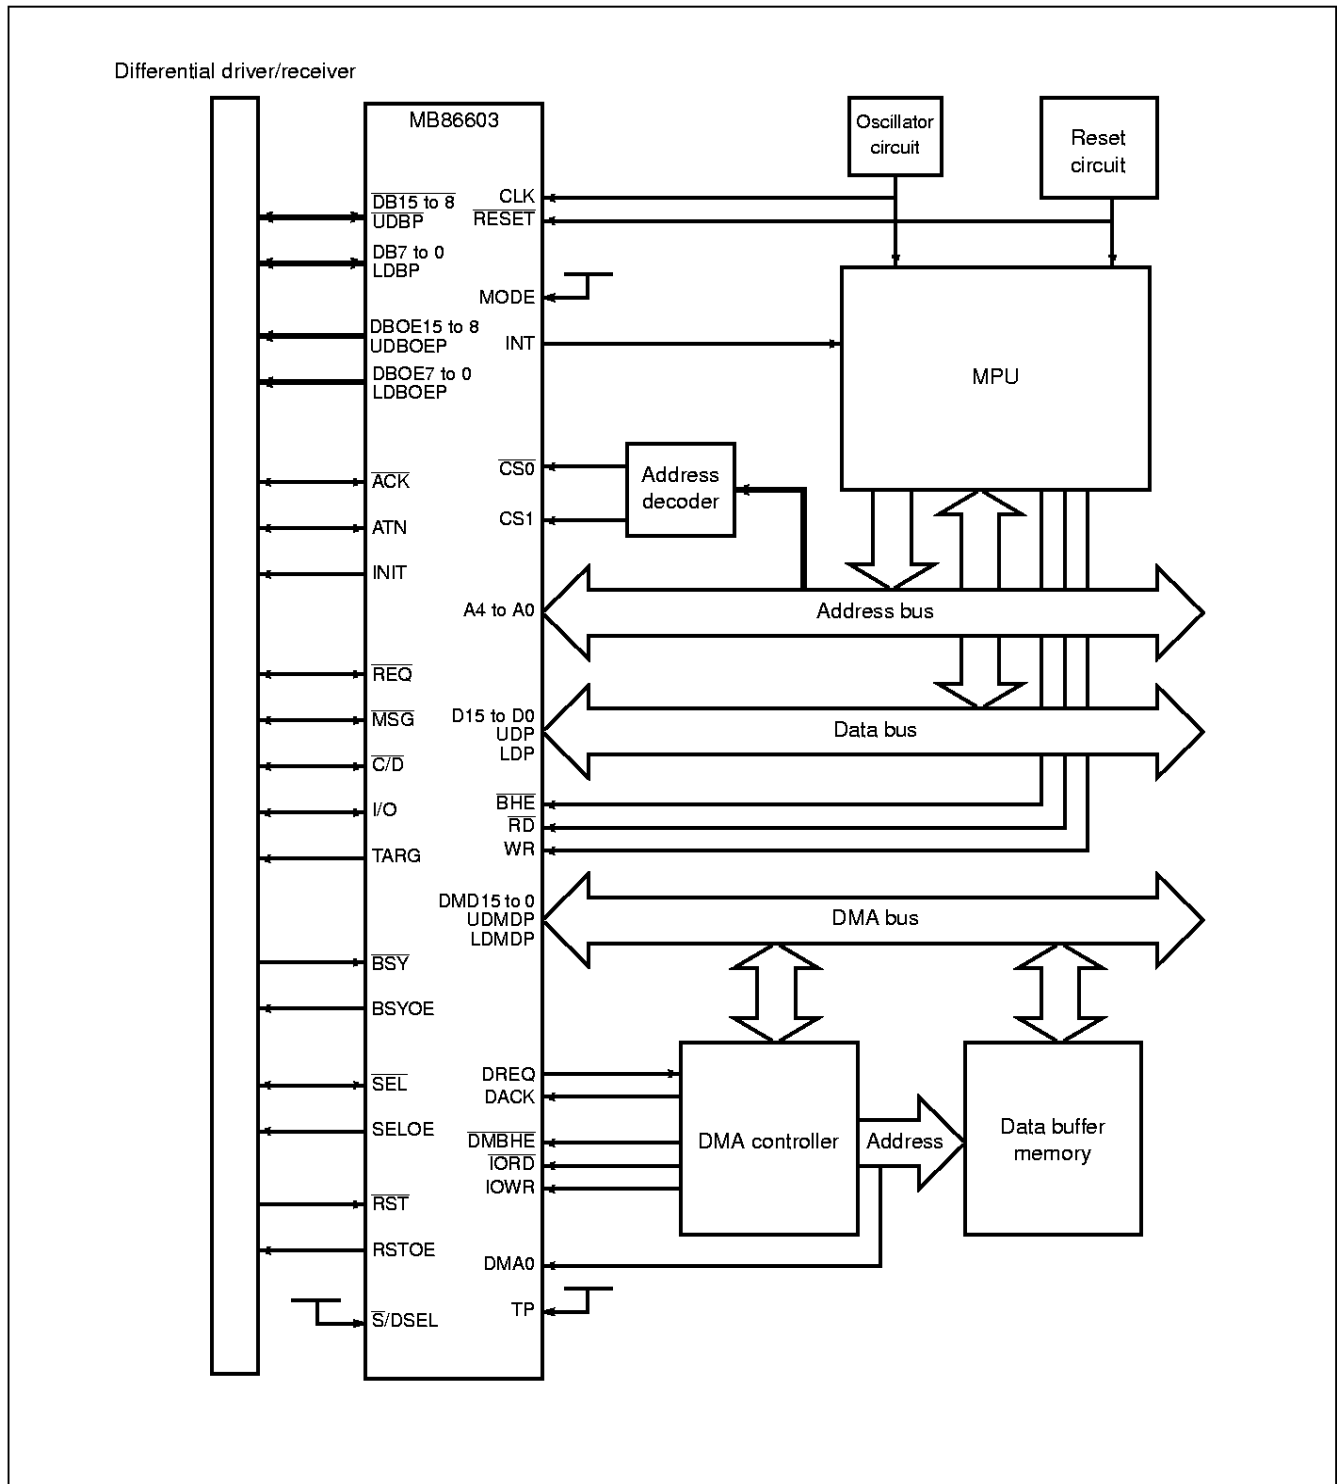 Differential driver/receiver
MB86603
Oscillator
circuit
Reset
circuit
DB15 to 8
UDBP
DB7 to 0
LDBP
DBOE15 to 8
UDBOEP
DBOE7 to 0
LDBOEP
ACK
ATN
INIT
REQ
MSG
C/D
I/O
TARG
BSY
BSYOE
SEL
SELOE
RST
RSTOE
S/DSEL
CLK
RESET
MODE
INT
CS0
CS1
A4 to A0
D15 to D0
UDP
LDP
BHE
RD
WR
DMD15 to 0
UDMDP
LDMDP
DREQ
DACK
DMBHE
IORD
IOWR
DMA0
TP
MPU
Address
decoder
Address bus
Data bus
DMA bus
DMA controller
Address
Data buffer
memory